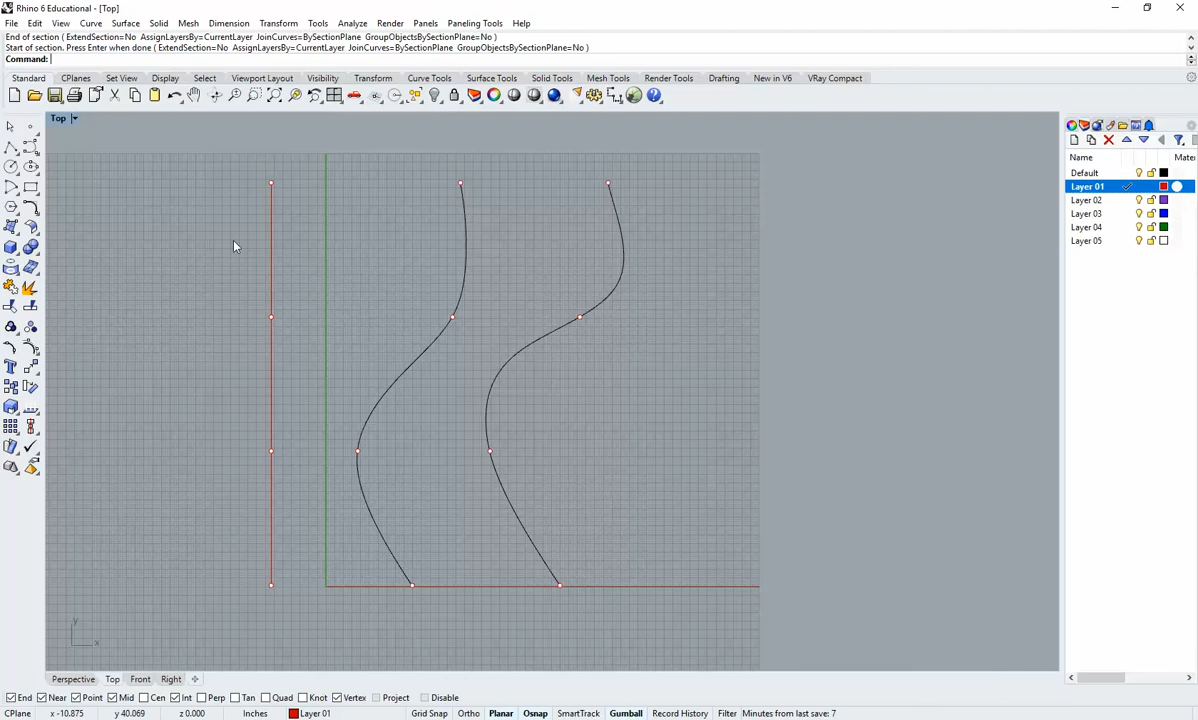 Rhino 6 Educational - [Top]
File Edit View Curve Surface Solid Mesh Dimension Transform Tools Analyze Render Panels Paneling Tools Help
End of section ( ExtendSection=No AssignLayersBy=CurrentLayer JoinCurves=BySectionPlane GroupObjectsBySectionPlane=No )
Start of section. Press Enter when done ( ExtendSection=No AssignLayersBy=CurrentLayer JoinCurves=BySectionPlane GroupObjectsBySectionPlane=No )
Command:
Standard CPlanes Set View Display Select Viewport Layout Visibility Transform Curve Tools Surface Tools Solid Tools Mesh Tools Render Tools Drafting New in V6 VRay Compact
Top
Name Mate
Default
Layer 01
Layer 02
Layer 03
Layer 04
Layer 05
y
x
Perspective Top Front Right
End Near Point Mid Cen Int Perp Tan Quad Knot Vertex Project Disable
CPlane x -10.875 y 40.069 z 0.000 Inches Layer 01 Grid Snap Ortho Planar Osnap SmartTrack Gumball Record History Filter Minutes from last save: 7